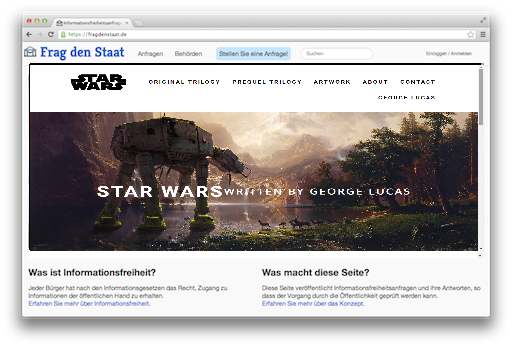 Informationsfreiheitsanfrag
https://fragdenstaat.de
Frag den Staat Anfragen Behörden Stellen Sie eine Anfrage! Suchen Einloggen / Anmelden
STAR WARS ORIGINAL TRILOGY PREQUEL TRILOGY ARTWORK ABOUT CONTACT
GEORGE LUCAS
STAR WARS WRITTEN BY GEORGE LUCAS
Was ist Informationsfreiheit? Was macht diese Seite?
Jeder Bürger hat nach den Informationsgesetzen das Recht, Zugang zu Diese Seite veröffentlicht Informationsfreiheitsanfragen und ihre Antworten, so
Informationen der öffentlichen Hand zu erhalten. dass der Vorgang durch die Öffentlichkeit geprüft werden kann.
Erfahren Sie mehr über Informationsfreiheit. Erfahren Sie mehr über das Konzept.